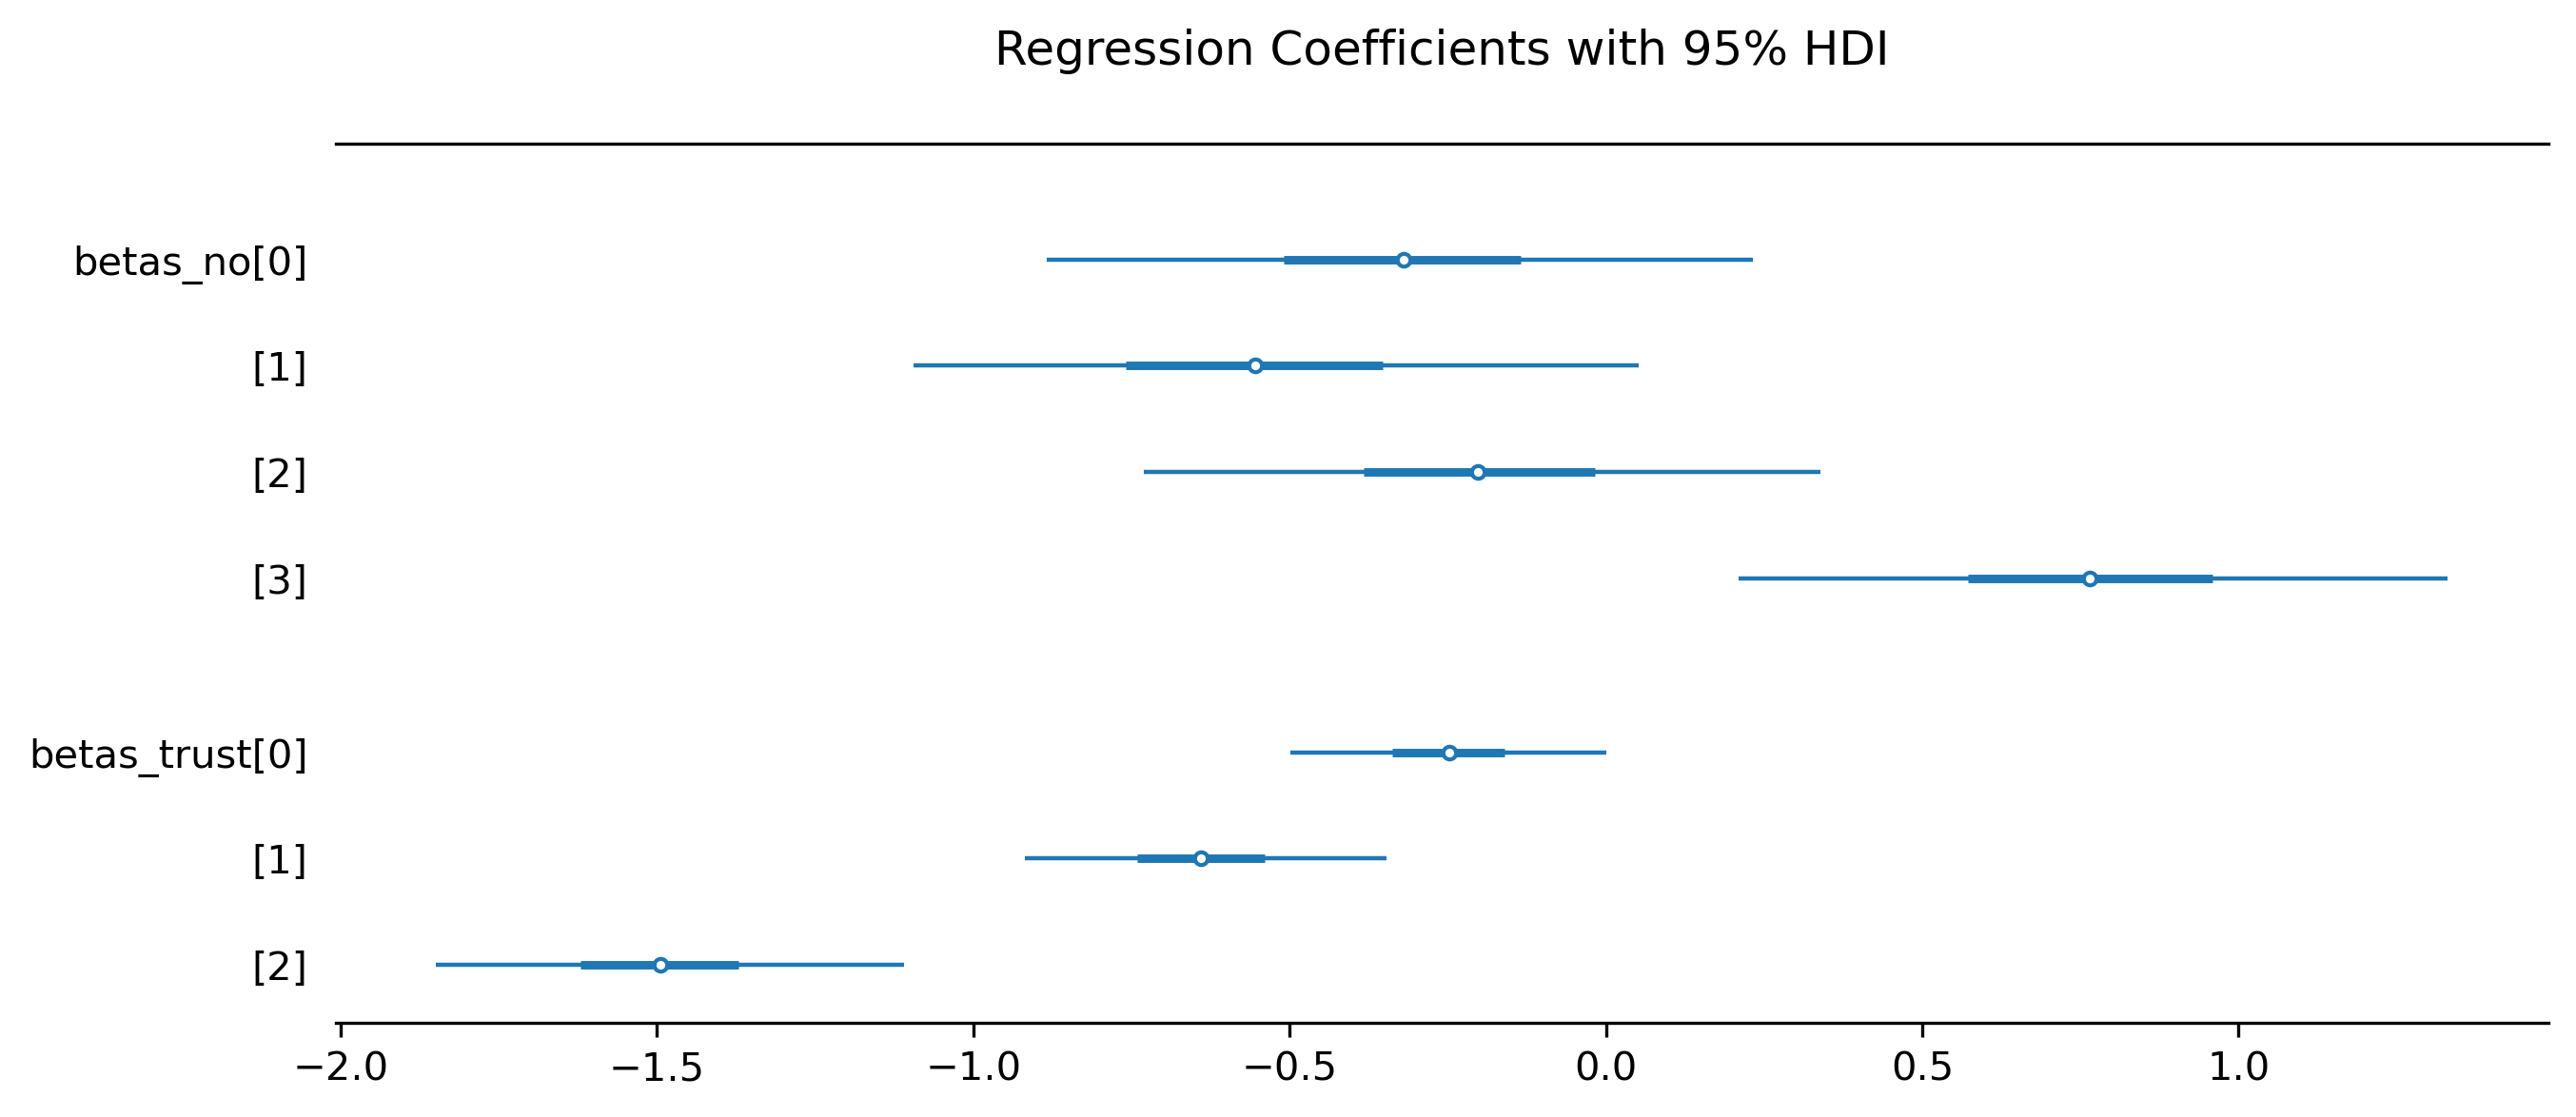 Regression Coefficients with 95% HDI
betas_no[0]
[1]
[2]
[3]
betas_trust[0]
[1]
[2]
−2.0 −1.5 −1.0 −0.5 0.0 0.5 1.0